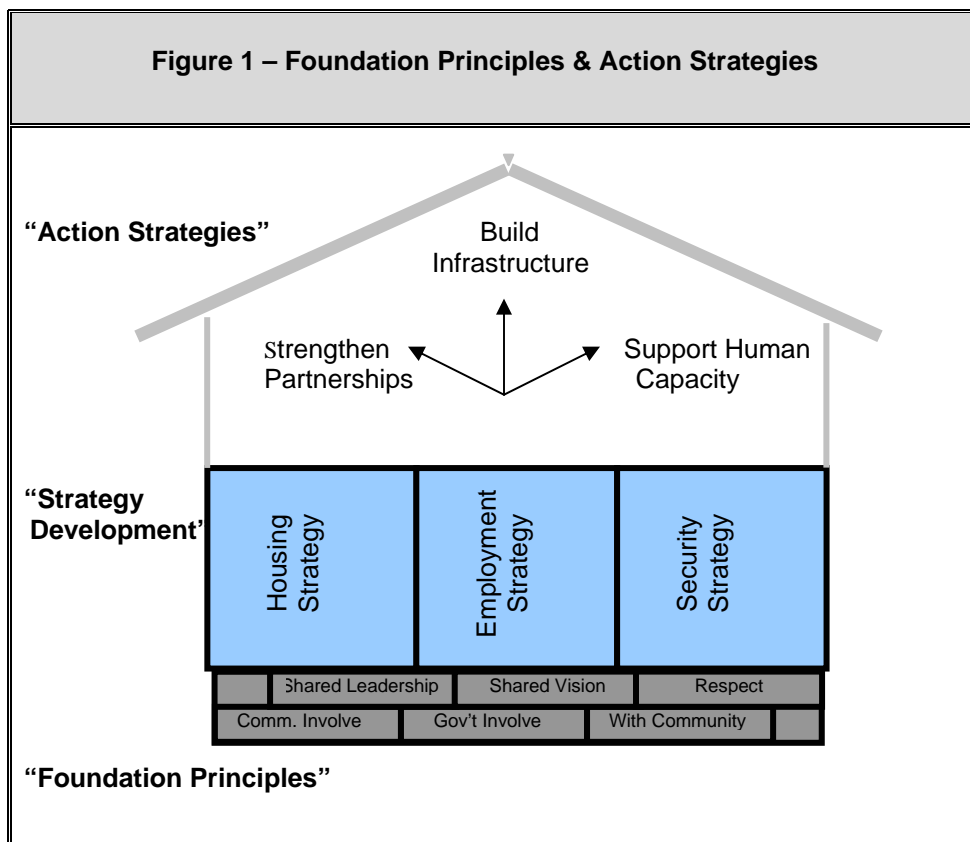 Figure 1 – Foundation Principles & Action Strategies
“Action Strategies”
Build
Infrastructure
Strengthen
Partnerships
Support Human
Capacity
“Strategy
Development’
Housing
Strategy
Employment
Strategy
Security
Strategy
Shared Leadership
Shared Vision
Respect
Comm. Involve
Gov't Involve
With Community
“Foundation Principles”